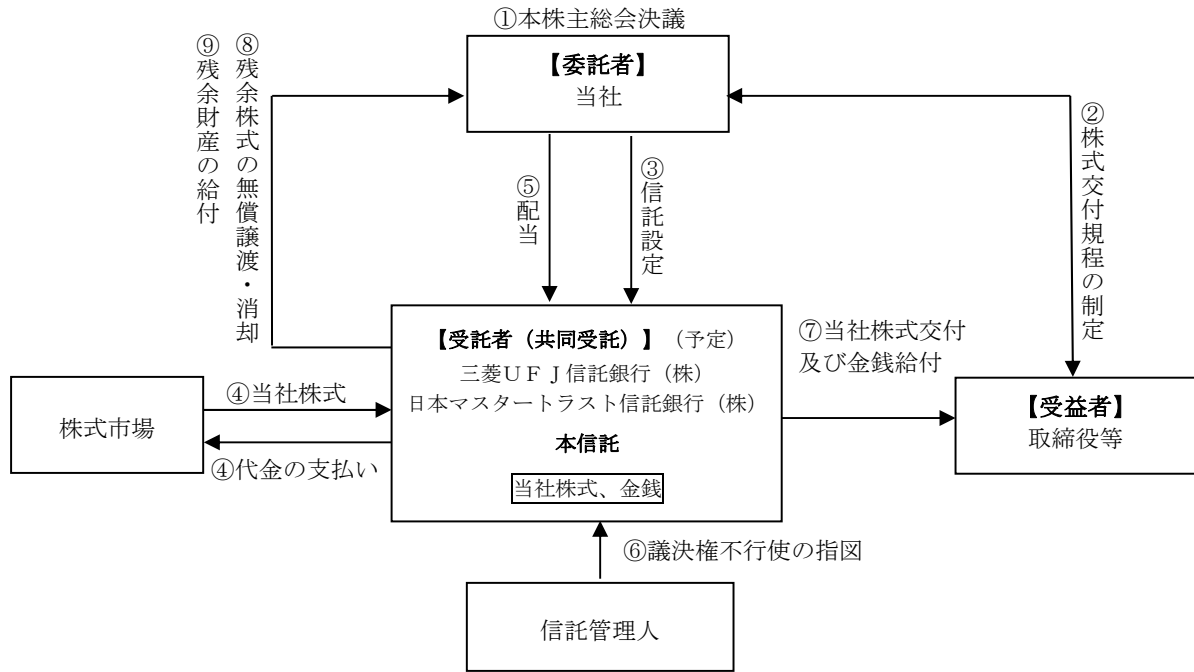 ①本株主総会決議
【委託者】
当社
⑨残余財産の給付
⑧残余株式の無償譲渡・消却
⑤配当
③信託設定
②株式交付規程の制定
【受託者(共同受託)】(予定)
三菱UFJ信託銀行(株)
日本マスタートラスト信託銀行(株)
本信託
当社株式、金銭
⑦当社株式交付
及び金銭給付
④当社株式
株式市場
④代金の支払い
【受益者】
取締役等
⑥議決権不行使の指図
信託管理人